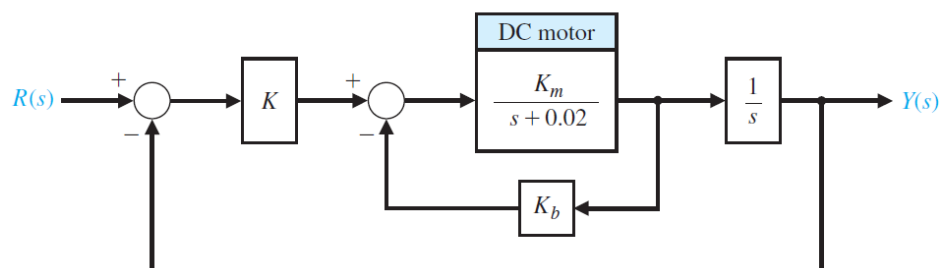 DC motor
R(s)
+
−
K
+
−
K_m
s + 0.02
1
s
Y(s)
K_b